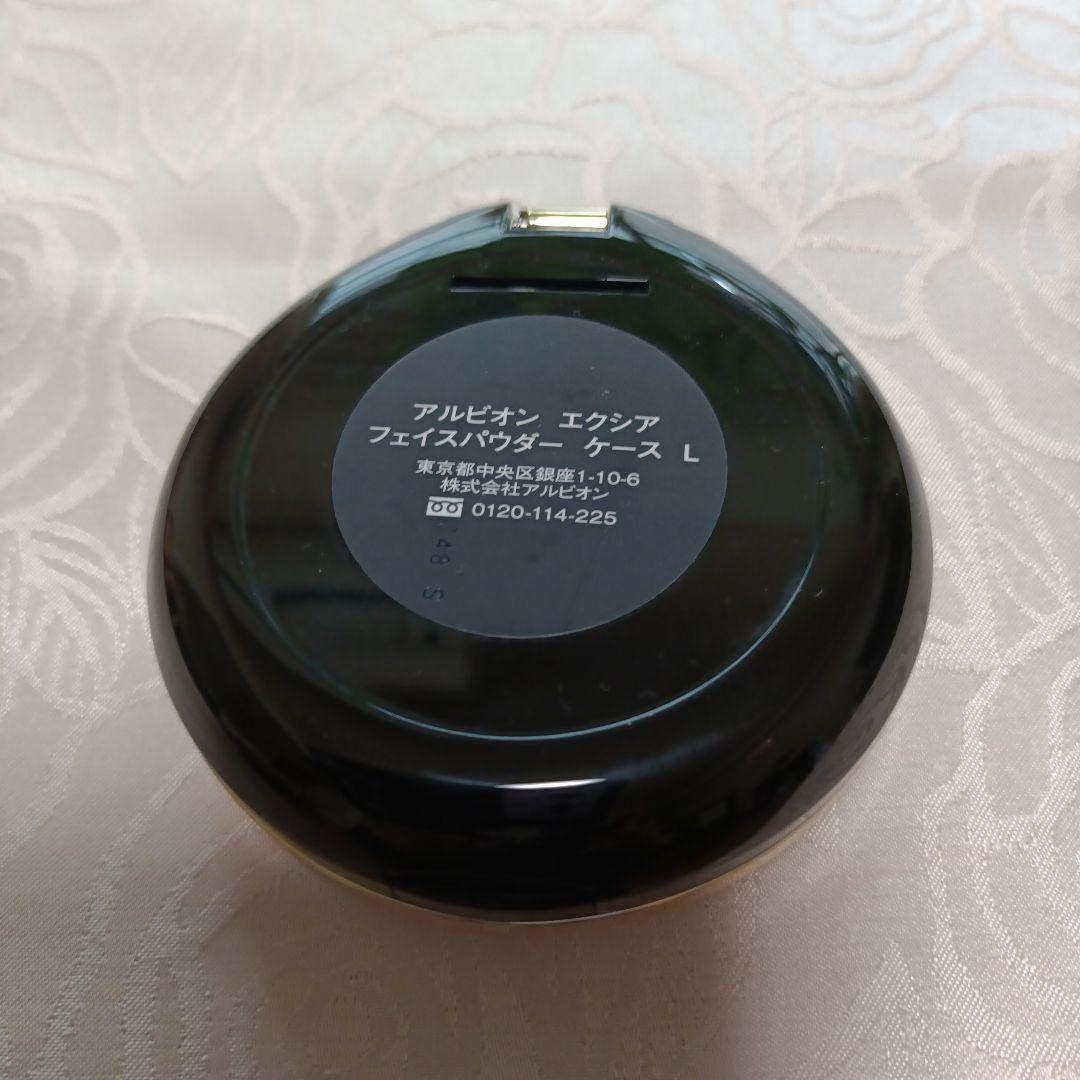 アルビオン エクシア
フェイスパウダー ケース L
東京都中央区銀座1-10-6
株式会社アルビオン
0120-114-225
48 S